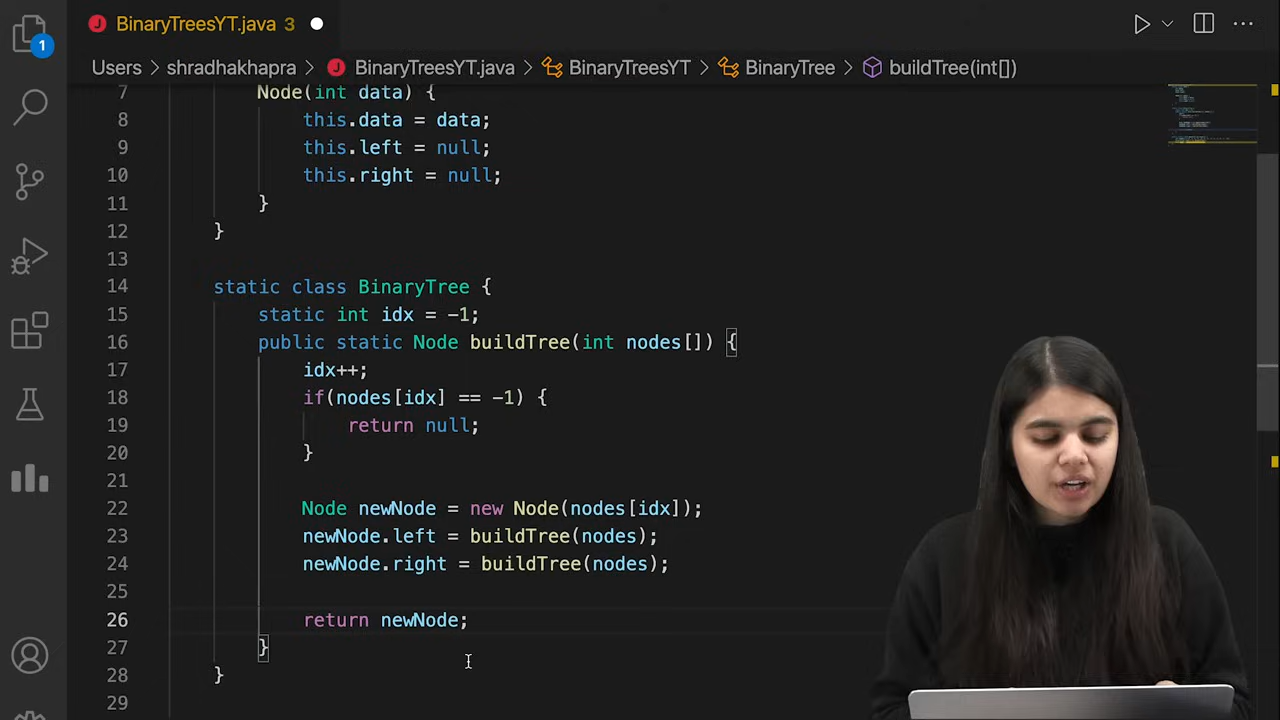 1
BinaryTreesYT.java 3
Users > shradhakhapra > BinaryTreesYT.java > BinaryTreesYT > BinaryTree > buildTree(int[])
7 Node(int data) {
8 this.data = data;
9 this.left = null;
10 this.right = null;
11 }
12 }
13
14 static class BinaryTree {
15 static int idx = -1;
16 public static Node buildTree(int nodes[]) {
17 idx++;
18 if(nodes[idx] == -1) {
19 return null;
20 }
21
22 Node newNode = new Node(nodes[idx]);
23 newNode.left = buildTree(nodes);
24 newNode.right = buildTree(nodes);
25
26 return newNode;
27 }
28 }
29